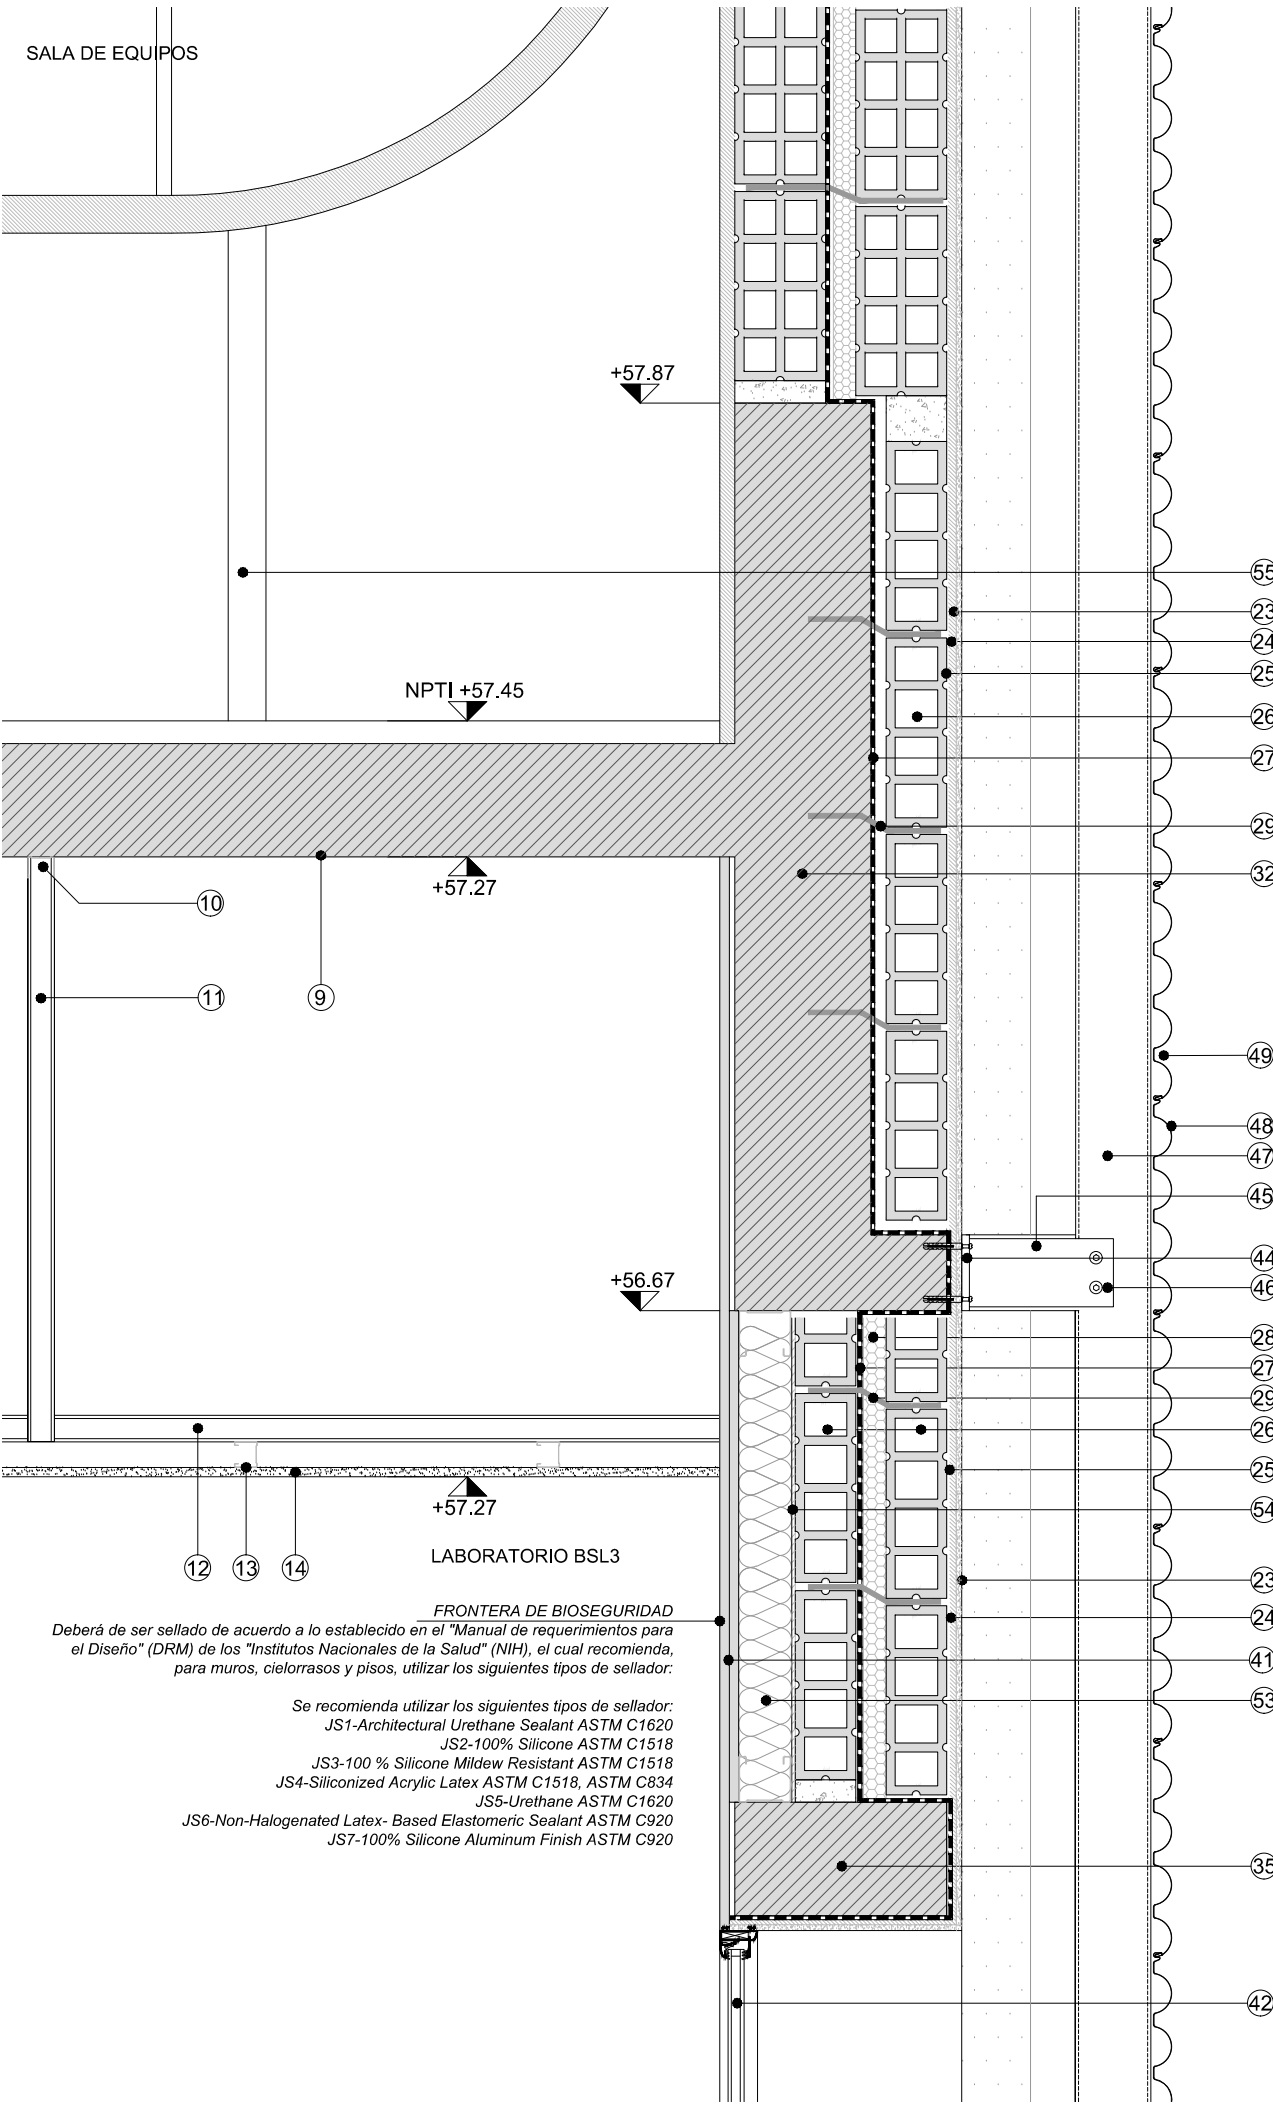 SALA DE EQUIPOS
+57.87
55
23
24
25
NPTI +57.45
26
27
29
32
+57.27
10
11
9
49
48
47
45
44
+56.67
46
28
27
29
26
25
+57.27
54
12
13
14
LABORATORIO BSL3
23
FRONTERA DE BIOSEGURIDAD
24
Deberá de ser sellado de acuerdo a lo establecido en el "Manual de requerimientos para
el Diseño" (DRM) de los "Institutos Nacionales de la Salud" (NIH), el cual recomienda,
para muros, cielorrasos y pisos, utilizar los siguientes tipos de sellador:
41
53
Se recomienda utilizar los siguientes tipos de sellador:
JS1-Architectural Urethane Sealant ASTM C1620
JS2-100% Silicone ASTM C1518
JS3-100 % Silicone Mildew Resistant ASTM C1518
JS4-Siliconized Acrylic Latex ASTM C1518, ASTM C834
JS5-Urethane ASTM C1620
JS6-Non-Halogenated Latex- Based Elastomeric Sealant ASTM C920
JS7-100% Silicone Aluminum Finish ASTM C920
35
42